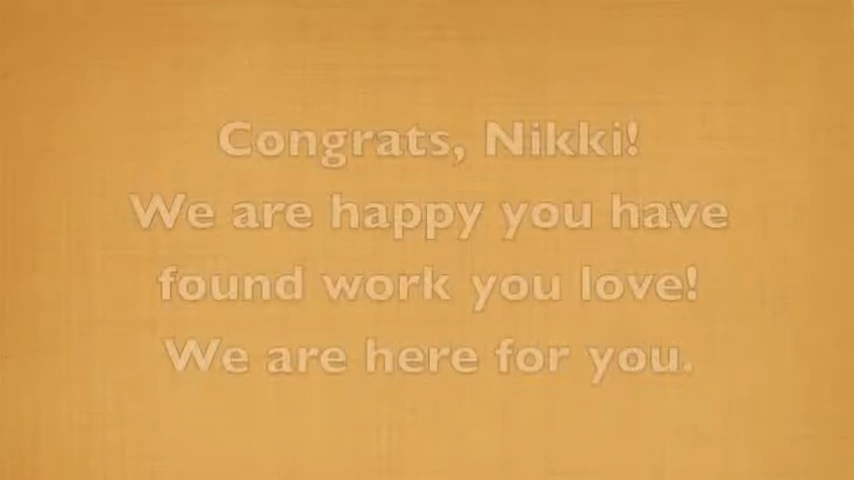 Congrats, Nikki!
We are happy you have
found work you love!
We are here for you.